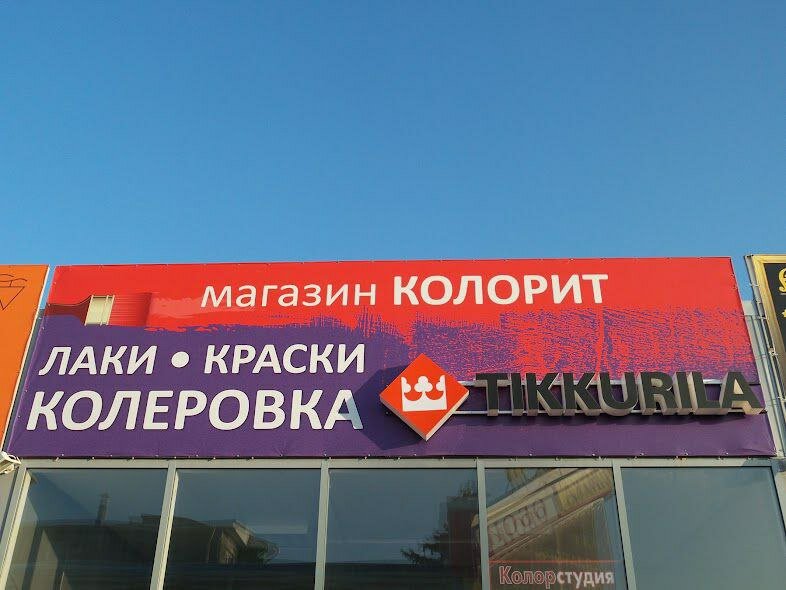 магазин КОЛОРИТ
ЛАКИ • КРАСКИ
КОЛЕРОВКА
TIKKURILA
Колорстудия